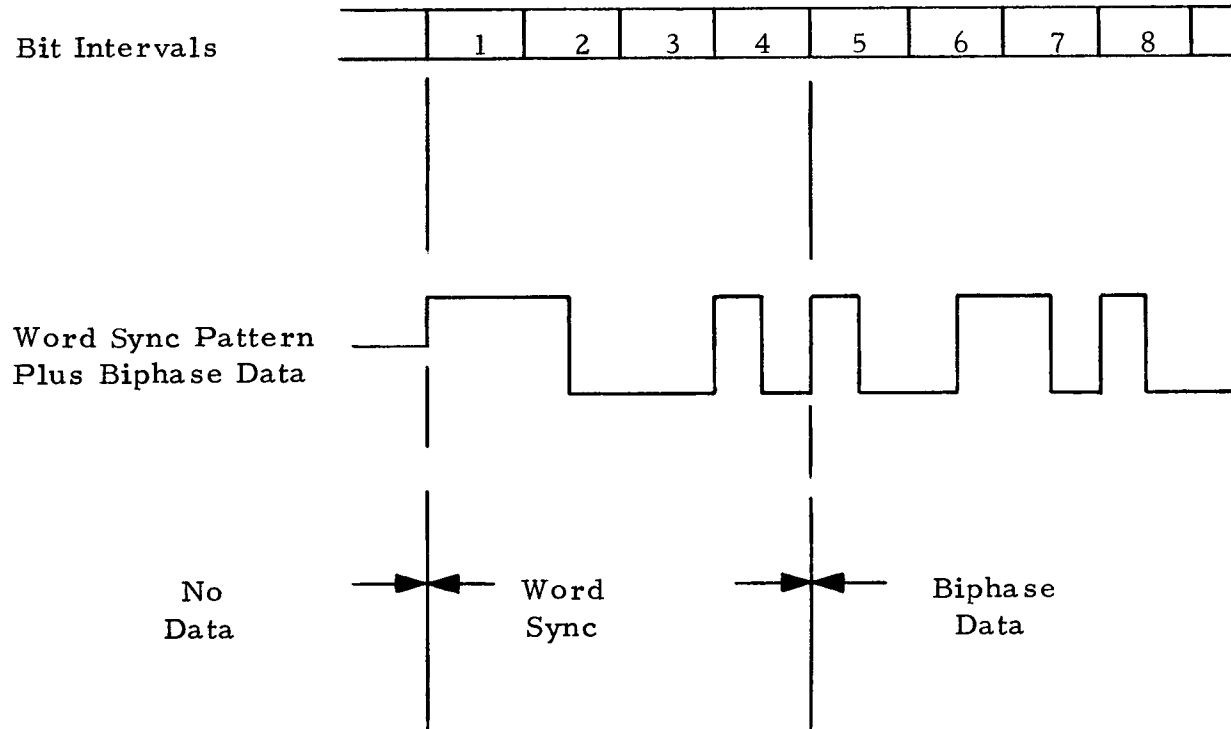 Bit Intervals
1 2 3 4 5 6 7 8
Word Sync Pattern
Plus Biphase Data
No
Data
Word
Sync
Biphase
Data